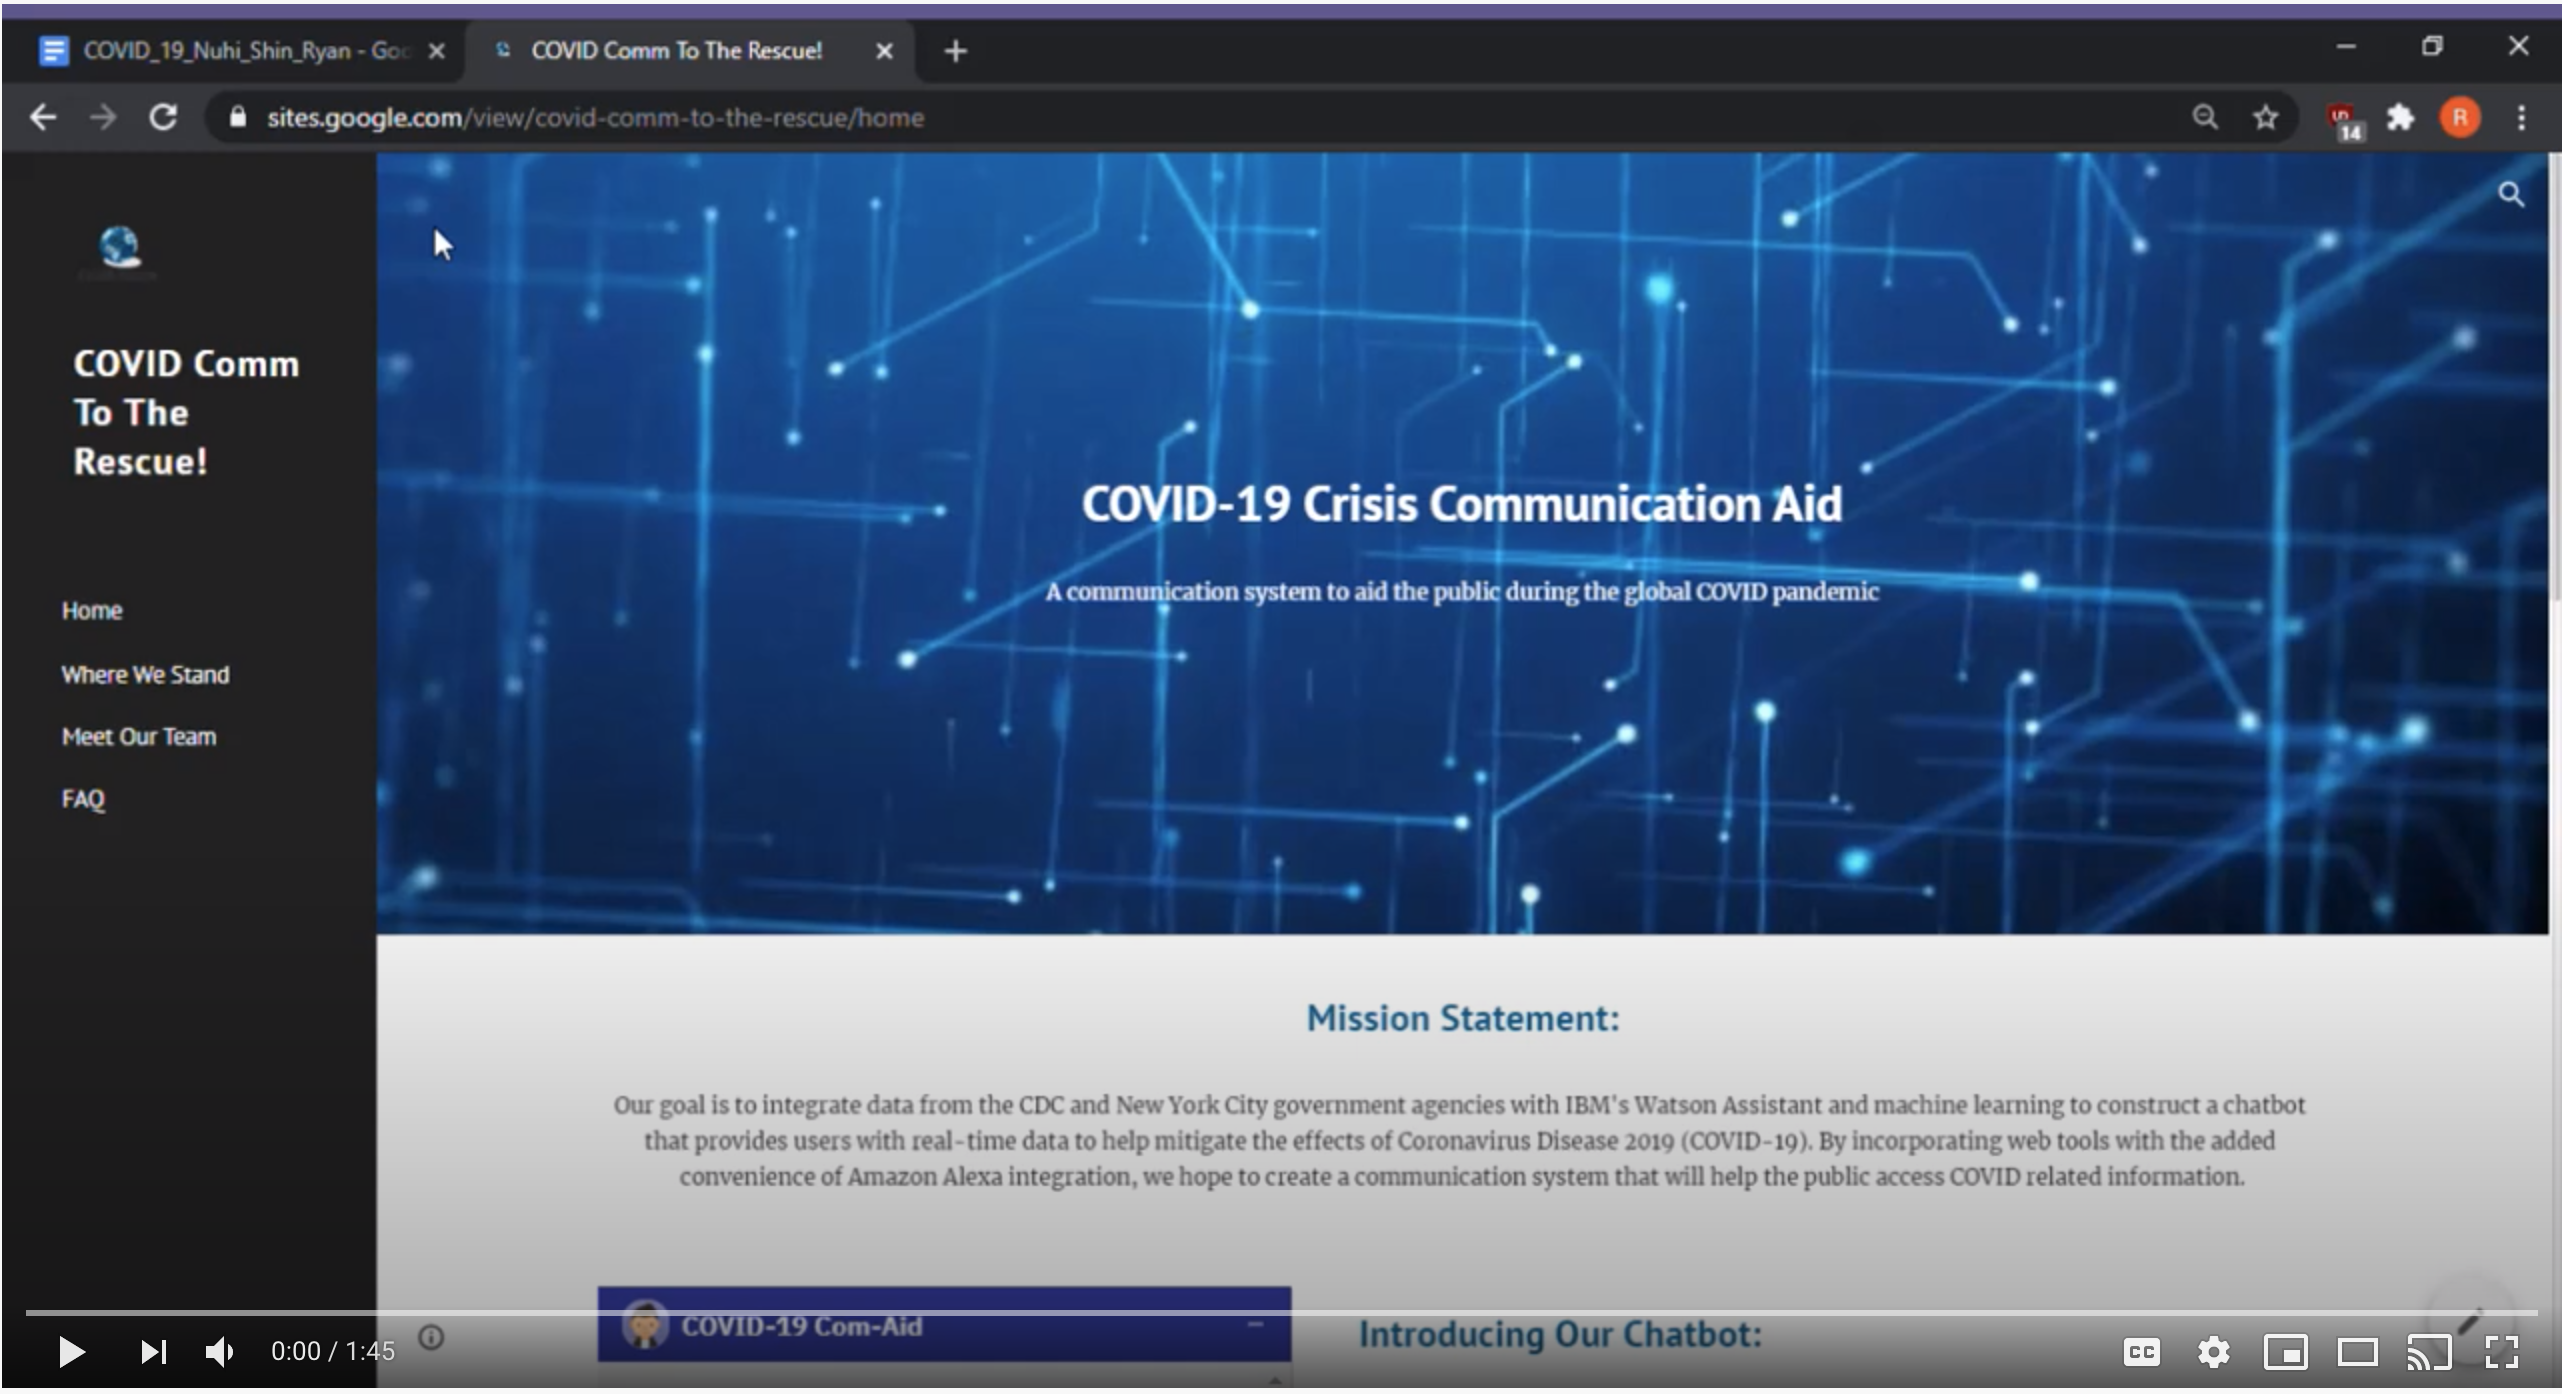 COVID_19_Nuhi_Shin_Ryan - Goo
COVID Comm To The Rescue!
sites.google.com/view/covid-comm-to-the-rescue/home
14
R
COVID Comm
To The
Rescue!
Home
Where We Stand
Meet Our Team
FAQ
COVID-19 Crisis Communication Aid
A communication system to aid the public during the global COVID pandemic
Mission Statement:
Our goal is to integrate data from the CDC and New York City government agencies with IBM's Watson Assistant and machine learning to construct a chatbot
that provides users with real-time data to help mitigate the effects of Coronavirus Disease 2019 (COVID-19). By incorporating web tools with the added
convenience of Amazon Alexa integration, we hope to create a communication system that will help the public access COVID related information.
COVID-19 Com-Aid
Introducing Our Chatbot:
0:00 / 1:45
CC